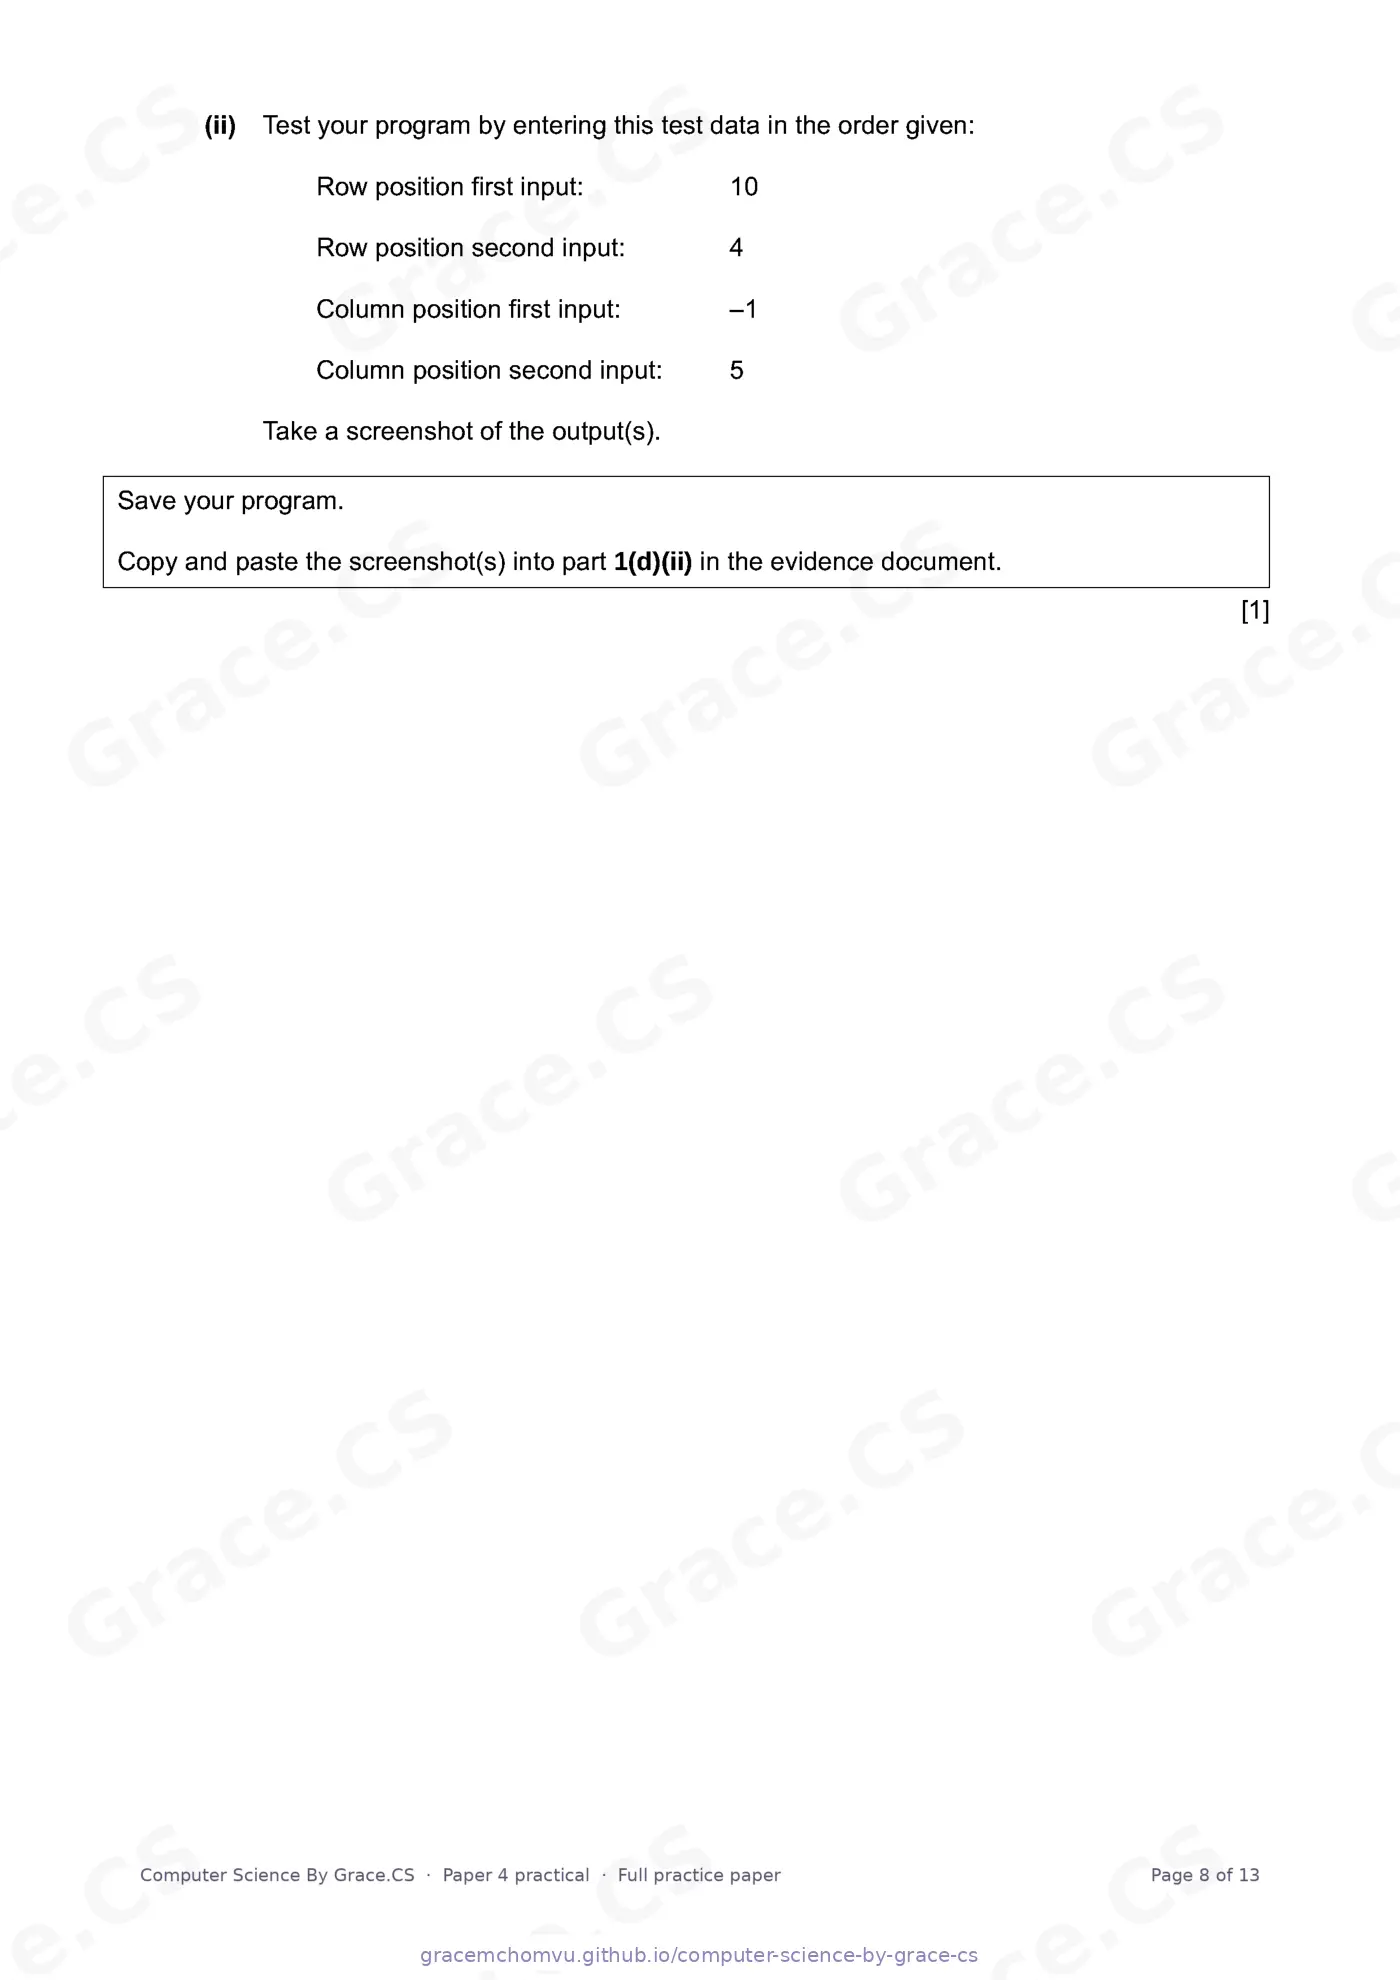 (ii) Test your program by entering this test data in the order given:
Row position first input: 10
Row position second input: 4
Column position first input: –1
Column position second input: 5
Take a screenshot of the output(s).
Save your program.
Copy and paste the screenshot(s) into part 1(d)(ii) in the evidence document.
[1]
Computer Science By Grace.CS · Paper 4 practical · Full practice paper Page 8 of 13
gracemchomvu.github.io/computer-science-by-grace-cs
Grace.CS